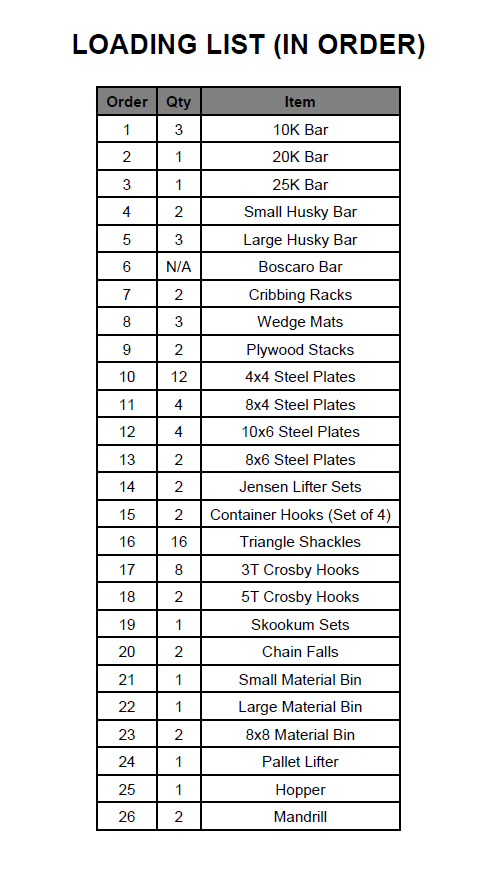 LOADING LIST (IN ORDER)
Order Qty Item
1 3 10K Bar
2 1 20K Bar
3 1 25K Bar
4 2 Small Husky Bar
5 3 Large Husky Bar
6 N/A Boscaro Bar
7 2 Cribbing Racks
8 3 Wedge Mats
9 2 Plywood Stacks
10 12 4x4 Steel Plates
11 4 8x4 Steel Plates
12 4 10x6 Steel Plates
13 2 8x6 Steel Plates
14 2 Jensen Lifter Sets
15 2 Container Hooks (Set of 4)
16 16 Triangle Shackles
17 8 3T Crosby Hooks
18 2 5T Crosby Hooks
19 1 Skookum Sets
20 2 Chain Falls
21 1 Small Material Bin
22 1 Large Material Bin
23 2 8x8 Material Bin
24 1 Pallet Lifter
25 1 Hopper
26 2 Mandrill